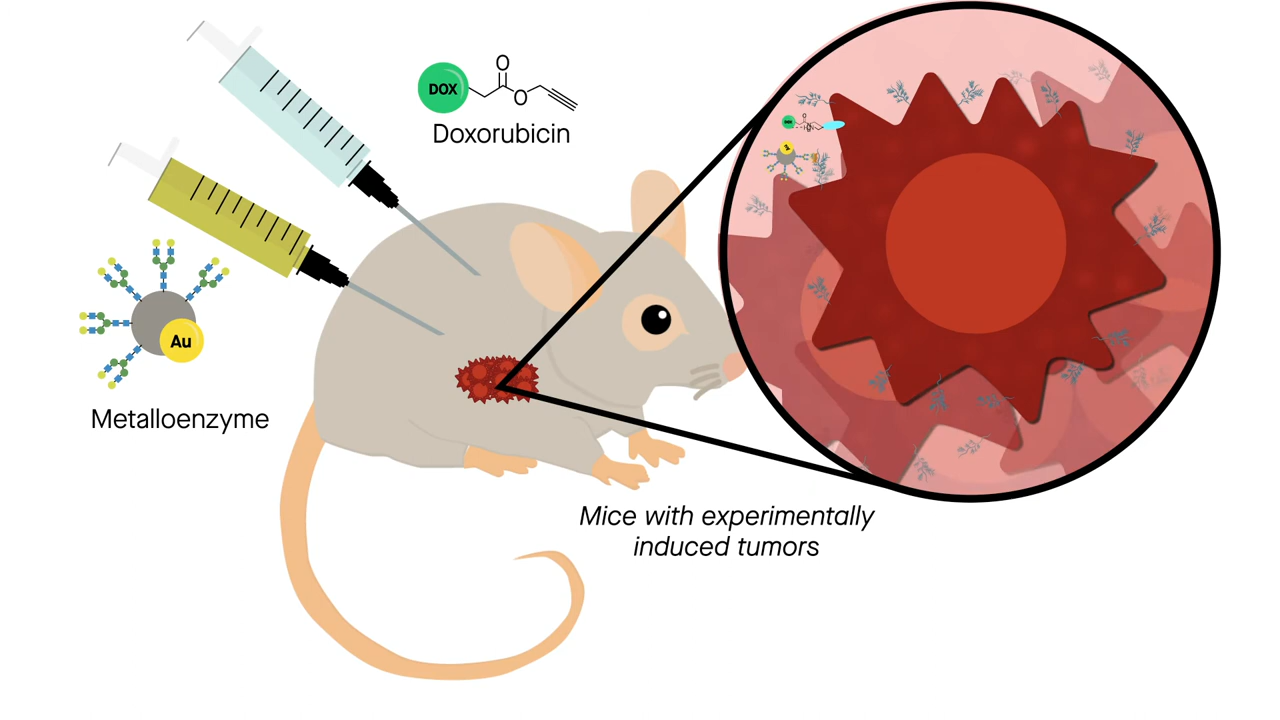 DOX
O
O
Doxorubicin
Au
Metalloenzyme
Mice with experimentally
induced tumors